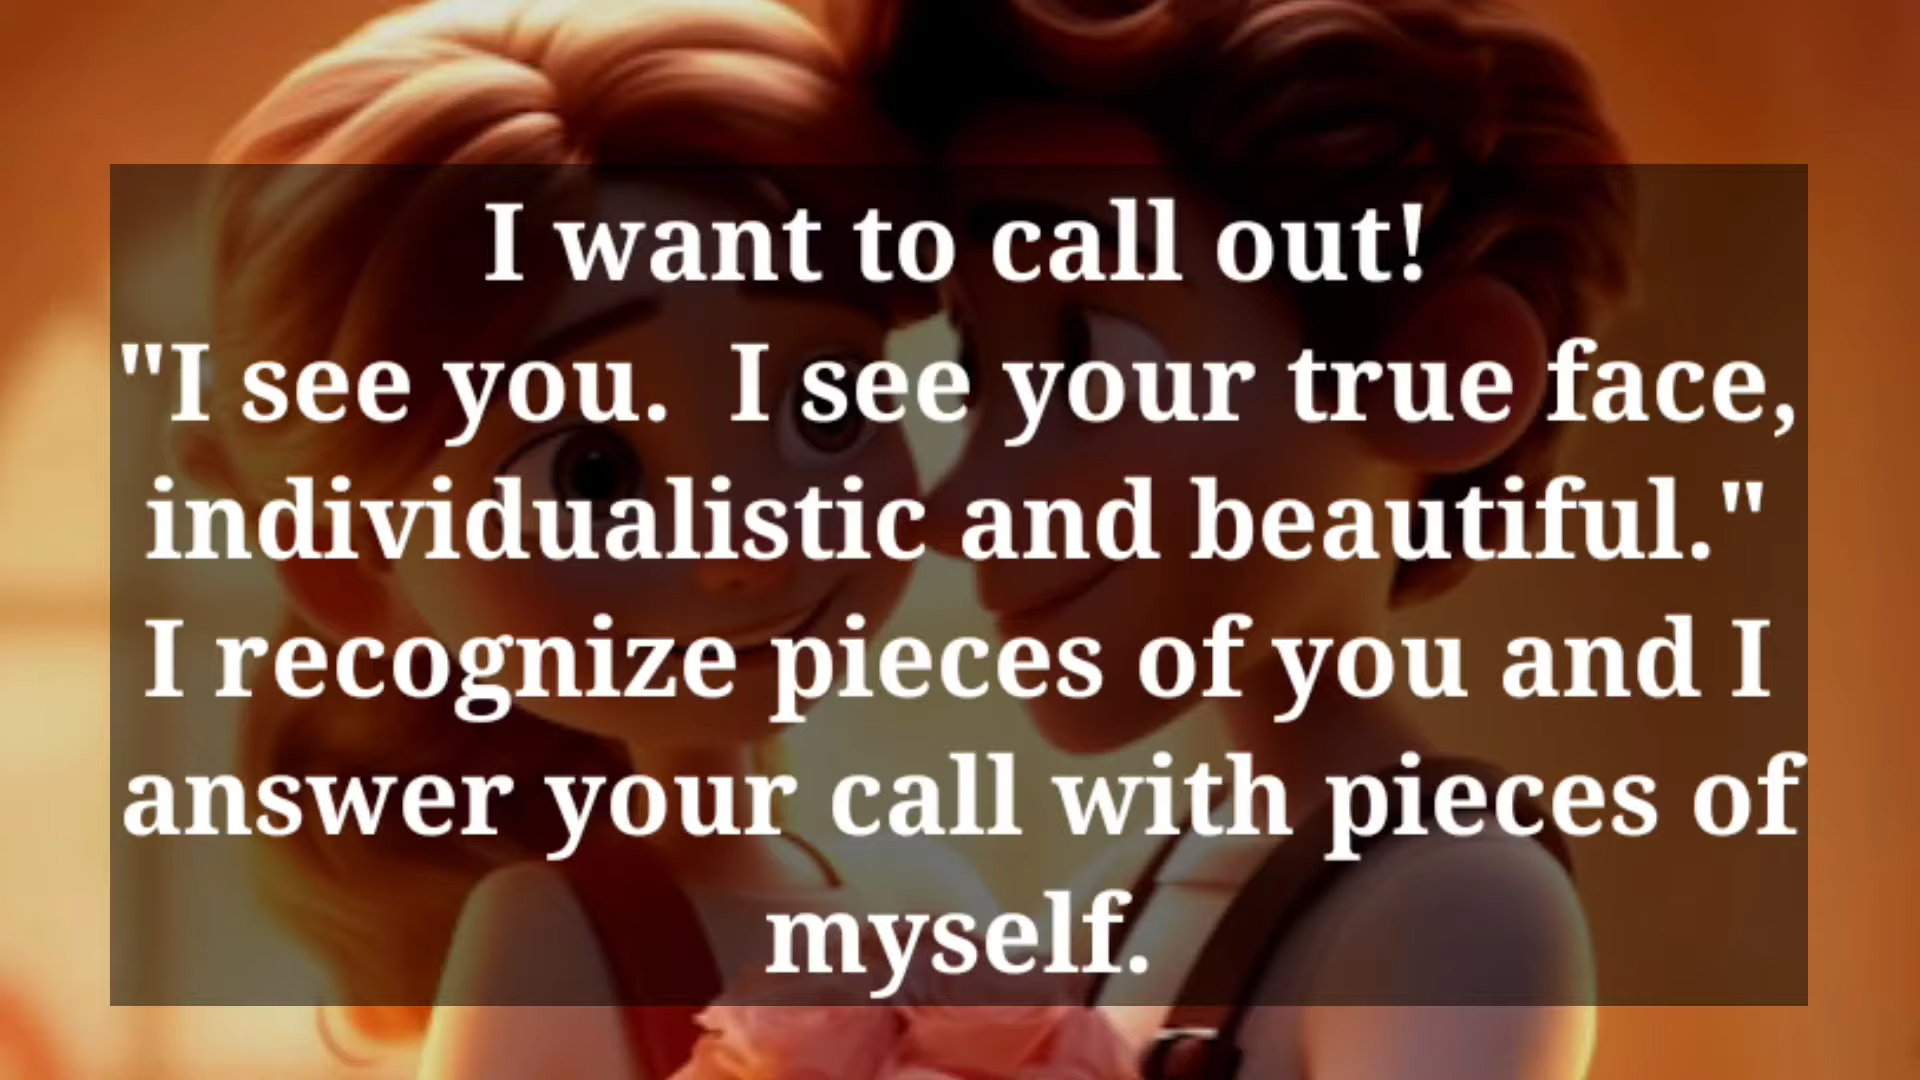 I want to call out!
"I see you.  I see your true face,
individualistic and beautiful."
I recognize pieces of you and I
answer your call with pieces of
myself.